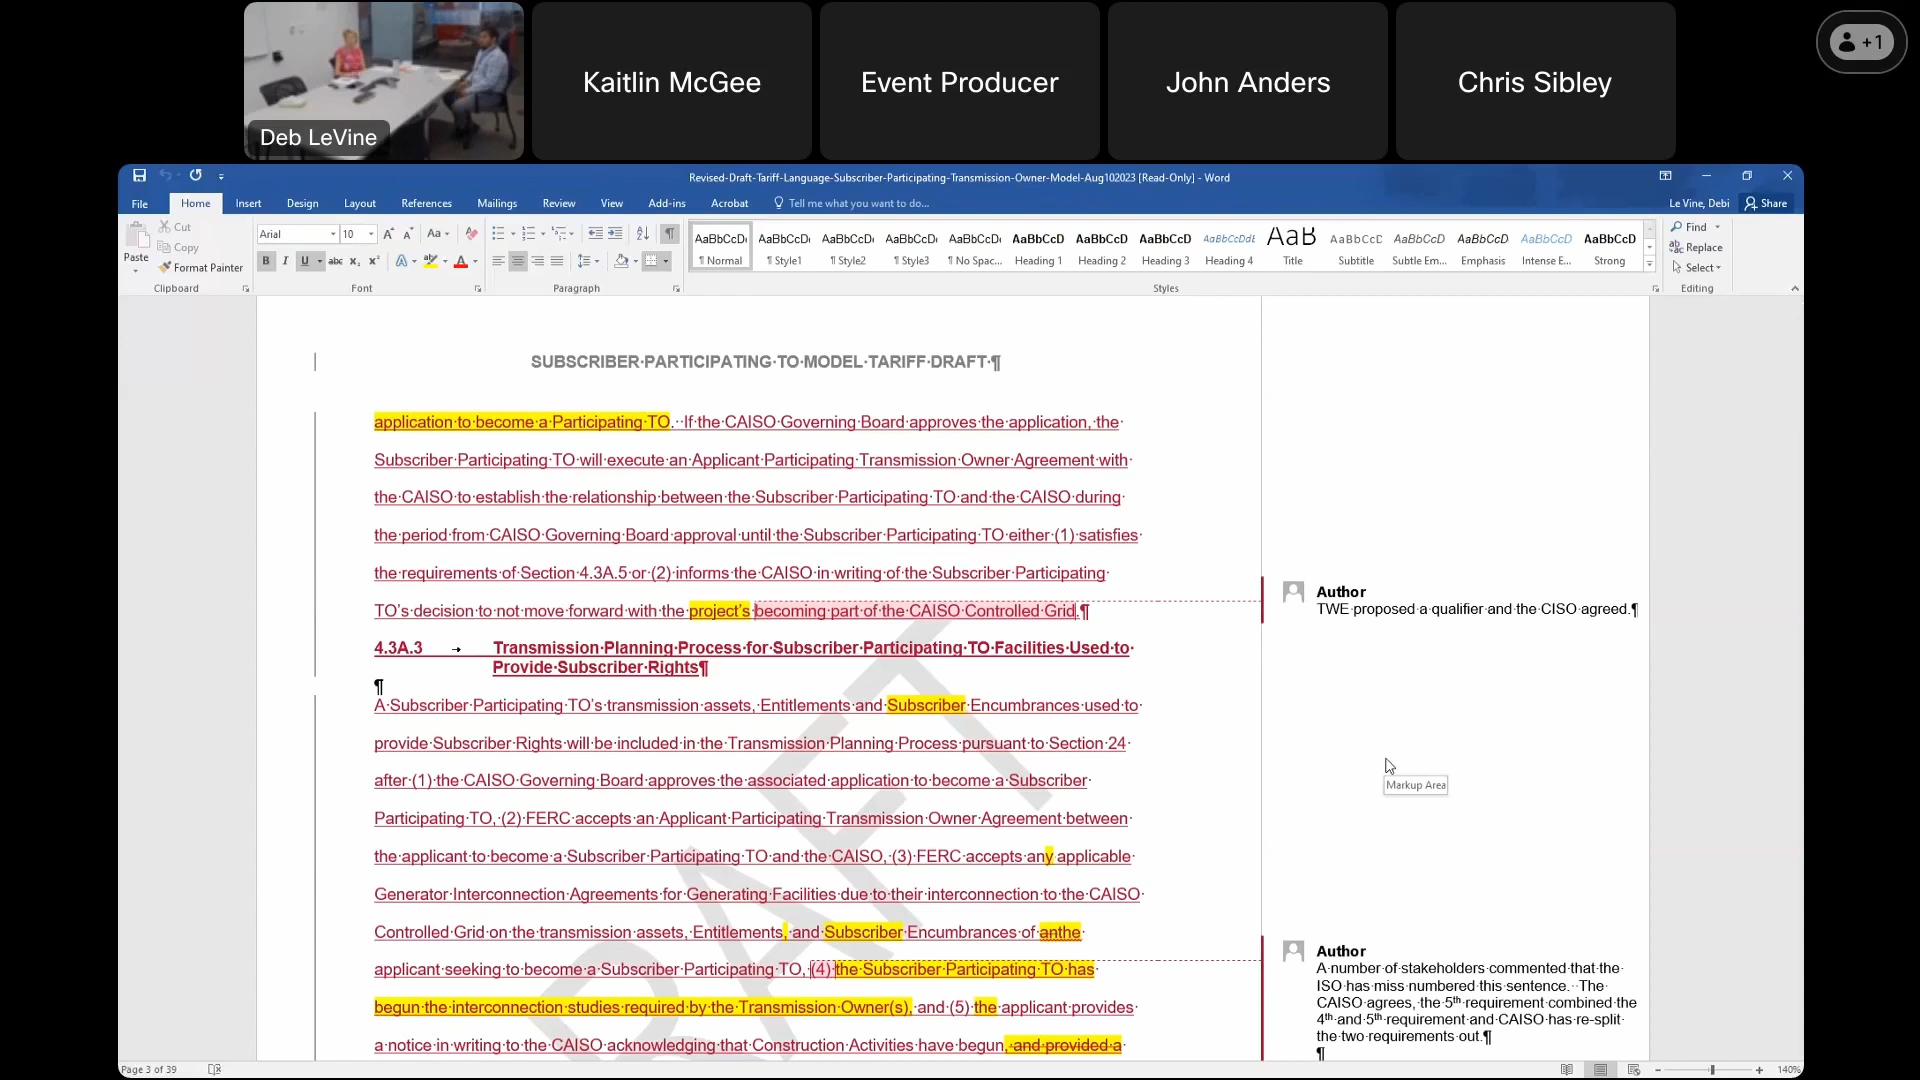 Deb LeVine
Kaitlin McGee
Event Producer
John Anders
Chris Sibley
+1
Revised-Draft-Tariff-Language-Subscriber-Participating-Transmission-Owner-Model-Aug102023 [Read-Only] - Word
File Home Insert Design Layout References Mailings Review View Add-ins Acrobat Tell me what you want to do... Le Vine, Debi Share
Paste
Cut
Copy
Format Painter
Clipboard
Arial 10
Font
Paragraph
AaBbCcDı AaBbCcDı AaBbCcDı AaBbCcDı AaBbCcDı AaBbCcD AaBbCcD AaBbCcD AaBbCcDdE AaB AaBbCcC AaBbCcD AaBbCcD AaBbCcD AaBbCcD
¶ Normal ¶ Style1 ¶ Style2 ¶ Style3 ¶ No Spac... Heading 1 Heading 2 Heading 3 Heading 4 Title Subtitle Subtle Em... Emphasis Intense E... Strong
Styles
Find
Replace
Select
Editing
SUBSCRIBER·PARTICIPATING·TO·MODEL·TARIFF·DRAFT·¶
application·to·become·a·Participating·TO.··If·the·CAISO·Governing·Board·approves·the·application,·the·
Subscriber·Participating·TO·will·execute·an·Applicant·Participating·Transmission·Owner·Agreement·with·
the·CAISO·to·establish·the·relationship·between·the·Subscriber·Participating·TO·and·the·CAISO·during·
the·period·from·CAISO·Governing·Board·approval·until·the·Subscriber·Participating·TO·either·(1)·satisfies·
the·requirements·of·Section·4.3A.5·or·(2)·informs·the·CAISO·in·writing·of·the·Subscriber·Participating·
TO's·decision·to·not·move·forward·with·the·project's·becoming·part·of·the·CAISO·Controlled·Grid.¶
4.3A.3 → Transmission·Planning·Process·for·Subscriber·Participating·TO·Facilities·Used·to·
Provide·Subscriber·Rights¶
¶
A·Subscriber·Participating·TO's·transmission·assets,·Entitlements·and·Subscriber·Encumbrances·used·to·
provide·Subscriber·Rights·will·be·included·in·the·Transmission·Planning·Process·pursuant·to·Section·24·
after·(1)·the·CAISO·Governing·Board·approves·the·associated·application·to·become·a·Subscriber·
Participating·TO,·(2)·FERC·accepts·an·Applicant·Participating·Transmission·Owner·Agreement·between·
the·applicant·to·become·a·Subscriber·Participating·TO·and·the·CAISO,·(3)·FERC·accepts·any·applicable·
Generator·Interconnection·Agreements·for·Generating·Facilities·due·to·their·interconnection·to·the·CAISO·
Controlled·Grid·on·the·transmission·assets,·Entitlements,·and·Subscriber·Encumbrances·of·anthe·
applicant·seeking·to·become·a·Subscriber·Participating·TO,·(4)·the·Subscriber·Participating·TO·has·
begun·the·interconnection·studies·required·by·the·Transmission·Owner(s),·and·(5)·the·applicant·provides·
a·notice·in·writing·to·the·CAISO·acknowledging·that·Construction·Activities·have·begun,·and·provided·a·
DRAFT
Author
TWE·proposed·a·qualifier·and·the·CISO·agreed.¶
Markup Area
Author
A·number·of·stakeholders·commented·that·the·
ISO·has·miss·numbered·this·sentence.··The·
CAISO·agrees,·the·5th·requirement·combined·the·
4th·and·5th·requirement·and·CAISO·has·re-split·
the·two·requirements·out.¶
¶
Page 3 of 39
140%